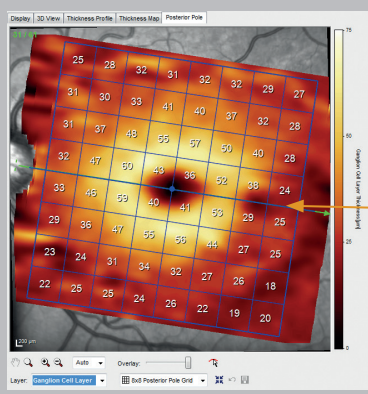 Display 3D View Thickness Profile Thickness Map Posterior Pole
25 28 32 31 32 32 29 27
31 30 33 41 40 37 32 28
31 37 48 55 57 50 40 28
32 47 60 43 36 52 38 24
33 46 59 40 41 53 29 25
29 36 47 55 56 44 27 25
23 24 31 34 32 27 26 18
22 25 25 24 26 22 19 20
75
50
25
0
Ganglion Cell Layer Thickness [µm]
200 µm
Auto Overlay:
Layer: Ganglion Cell Layer 8x8 Posterior Pole Grid